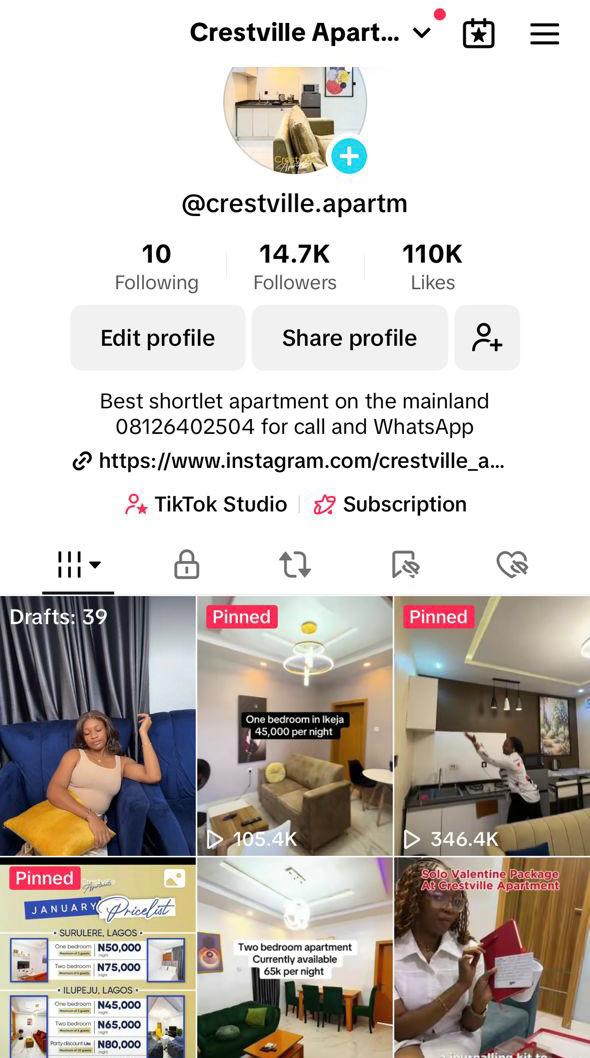 Crestville Apart...
@crestville.apartm
10
Following
14.7K
Followers
110K
Likes
Edit profile
Share profile
Best shortlet apartment on the mainland
08126402504 for call and WhatsApp
https://www.instagram.com/crestville_a...
TikTok Studio
Subscription
Drafts: 39
Pinned
One bedroom in Ikeja
45,000 per night
105.4K
Pinned
346.4K
Pinned
JANUARY Pricelist
• SURULERE, LAGOS •
One bedroom
N50,000
Two bedroom
N75,000
• ILUPEJU, LAGOS •
One bedroom
N45,000
Two bedroom
N65,000
Party discount
N80,000
Two bedroom apartment
Currently available
65k per night
Solo Valentine Package
At Crestville Apartment